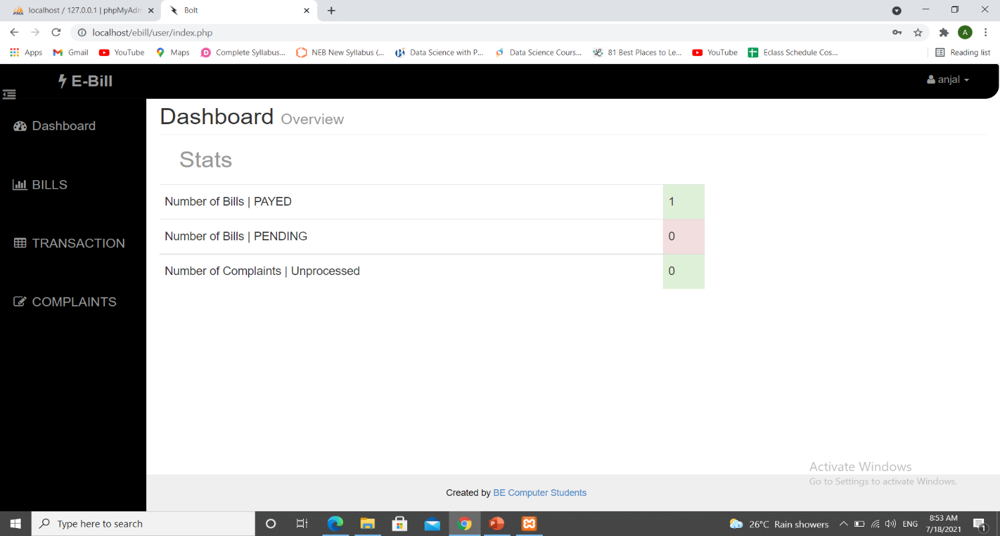 localhost / 127.0.0.1 | phpMyAdm
Bolt
localhost/ebill/user/index.php
A
Apps Gmail YouTube Maps Complete Syllabus... NEB New Syllabus (... Data Science with P... Data Science Cours... 81 Best Places to Le... YouTube Eclass Schedule Cos... Reading list
E-Bill
anjal
Dashboard
BILLS
TRANSACTION
COMPLAINTS
Dashboard Overview
Stats
Number of Bills | PAYED 1
Number of Bills | PENDING 0
Number of Complaints | Unprocessed 0
Activate Windows
Go to Settings to activate Windows.
Created by BE Computer Students
Type here to search
26°C Rain showers
ENG
8:53 AM
7/18/2021
1